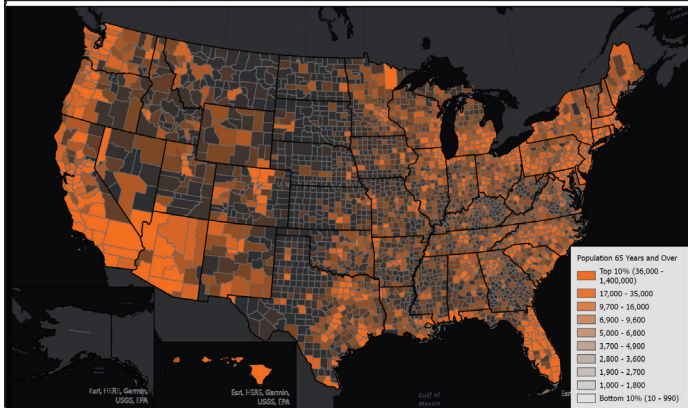 Population 65 Years and Over
Top 10% (36,000 -
1,400,000)
17,000 - 35,000
9,700 - 16,000
6,900 - 9,600
5,000 - 6,800
3,700 - 4,900
2,800 - 3,600
1,900 - 2,700
1,000 - 1,800
Bottom 10% (10 - 990)
Esri, HERE, Garmin,
USGS, EPA
Esri, HERE, Garmin,
USGS, EPA
Gulf of
Mexico
Esri